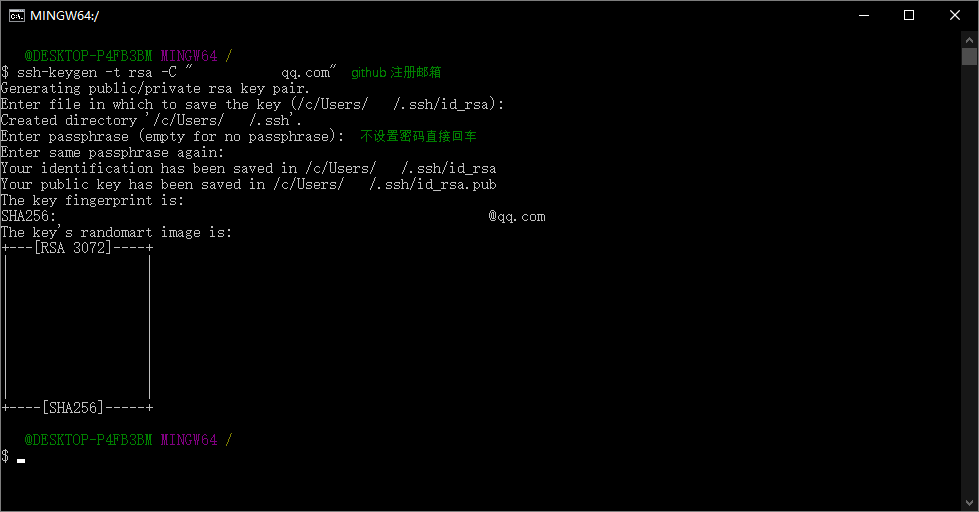 MINGW64:/
@DESKTOP-P4FB3BM MINGW64 /
$ ssh-keygen -t rsa -C " qq.com" github 注册邮箱
Generating public/private rsa key pair.
Enter file in which to save the key (/c/Users/ /.ssh/id_rsa):
Created directory '/c/Users/ /.ssh'.
Enter passphrase (empty for no passphrase): 不设置密码直接回车
Enter same passphrase again:
Your identification has been saved in /c/Users/ /.ssh/id_rsa
Your public key has been saved in /c/Users/ /.ssh/id_rsa.pub
The key fingerprint is:
SHA256: @qq.com
The key's randomart image is:
+---[RSA 3072]----+
+----[SHA256]-----+
@DESKTOP-P4FB3BM MINGW64 /
$